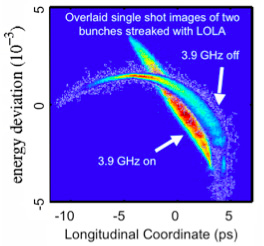 5
Overlaid single shot images of two
bunches streaked with LOLA
3.9 GHz off
energy deviation (10⁻³)
0
3.9 GHz on
-5
-10 -5 0 5
Longitudinal Coordinate (ps)